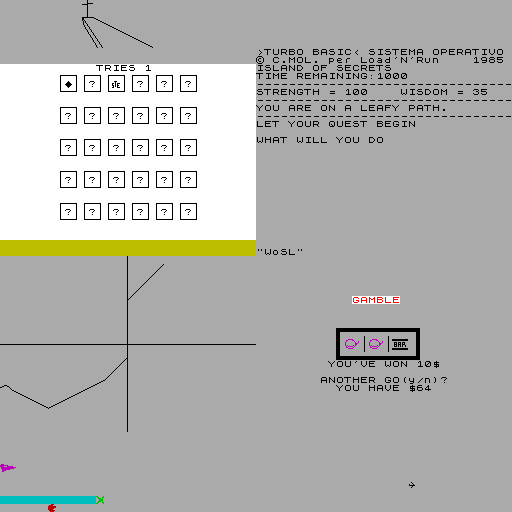 TRIES 1
? STE ? ? ?
? ? ? ? ? ?
? ? ? ? ? ?
? ? ? ? ? ?
? ? ? ? ? ?
>TURBO BASIC< SISTEMA OPERATIVO
© C.MOL. per Load'N'Run 1985
ISLAND OF SECRETS
TIME REMAINING:1000
--------------------------------
STRENGTH = 100 WISDOM = 35
--------------------------------
YOU ARE ON A LEAFY PATH.
--------------------------------
LET YOUR QUEST BEGIN
WHAT WILL YOU DO
"WoSL"
GAMBLE
BAR
YOU'VE WON 10$
ANOTHER GO(y/n)?
YOU HAVE $64